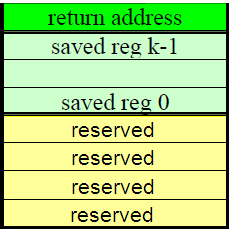 return address
saved reg k-1
saved reg 0
reserved
reserved
reserved
reserved